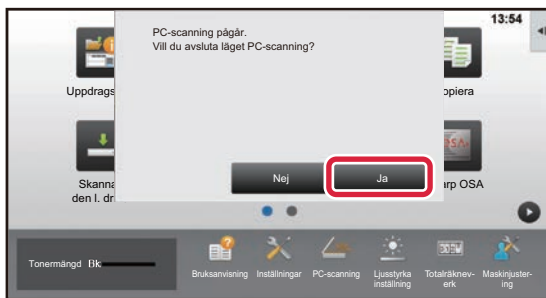 13:54
PC-scanning pågår.
Vill du avsluta läget PC-scanning?
Uppdrags
opiera
Nej
Ja
Skanna
den l. dr
arp OSA
Tonermängd Bk
Bruksanvisning
Inställningar
PC-scanning
Ljusstyrka
inställning
Totalräknev-
erk
Maskinjuster-
ing